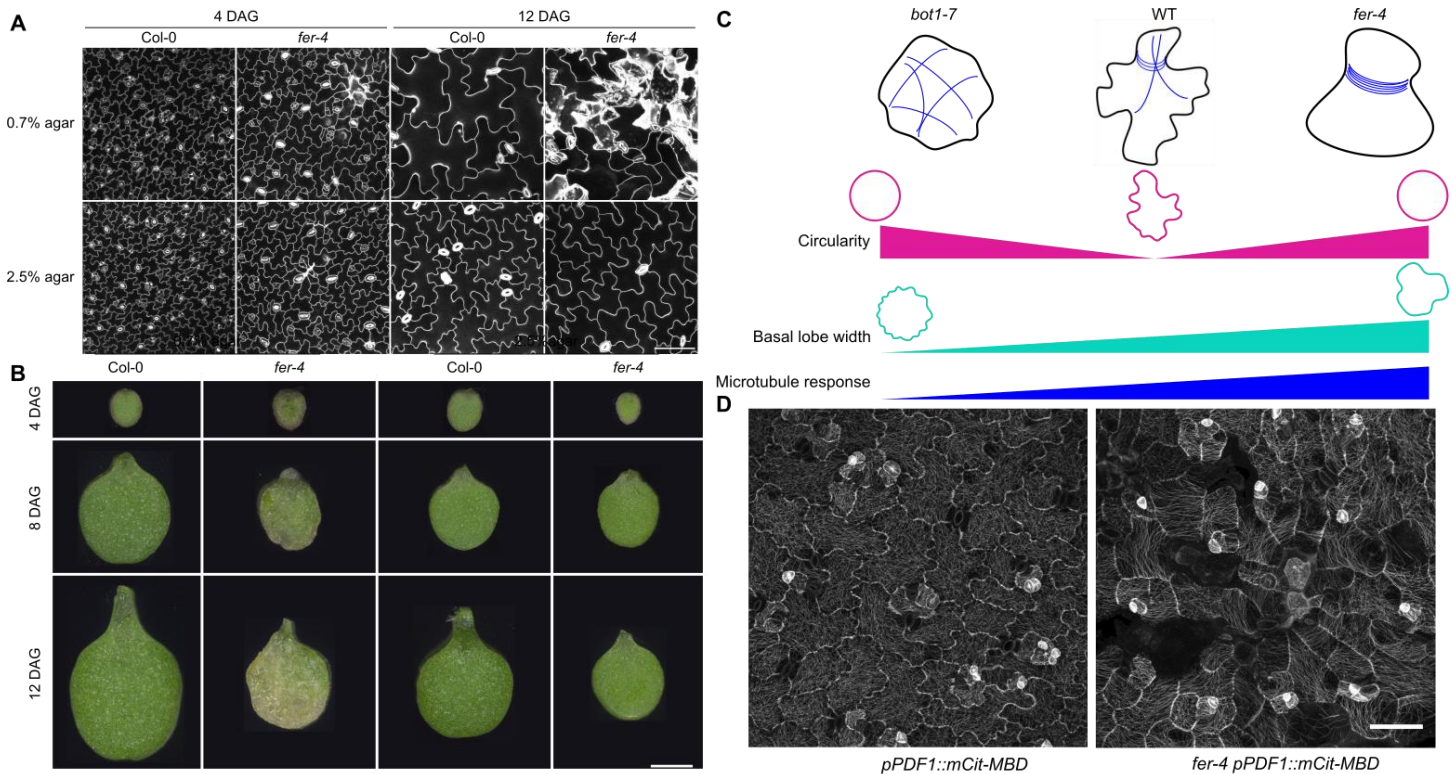 A
4 DAG
12 DAG
Col-0
fer-4
Col-0
fer-4
0.7% agar
2.5% agar
B
Col-0
fer-4
Col-0
fer-4
4 DAG
8 DAG
12 DAG
C
bot1-7
WT
fer-4
Circularity
Basal lobe width
Microtubule response
D
pPDF1::mCit-MBD
fer-4 pPDF1::mCit-MBD